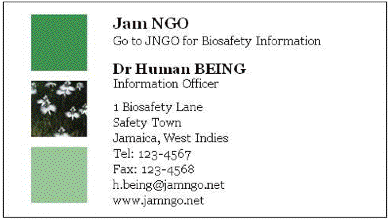 Jam NGO
Go to JNGO for Biosafety Information
Dr Human BEING
Information Officer
1 Biosafety Lane
Safety Town
Jamaica, West Indies
Tel: 123-4567
Fax: 123-4568
h.being@jamngo.net
www.jamngo.net